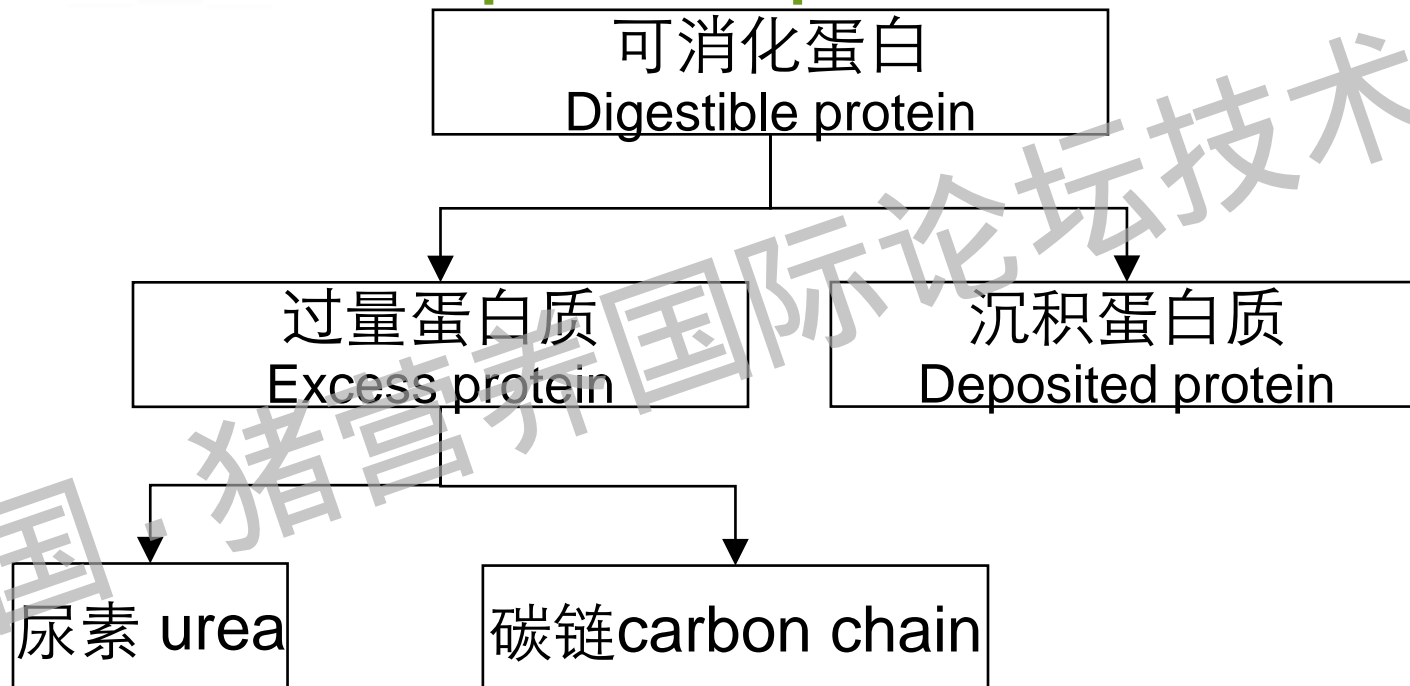 可消化蛋白
Digestible protein
过量蛋白质
Excess protein
沉积蛋白质
Deposited protein
尿素 urea
碳链carbon chain
国·猪营养国际论坛技术